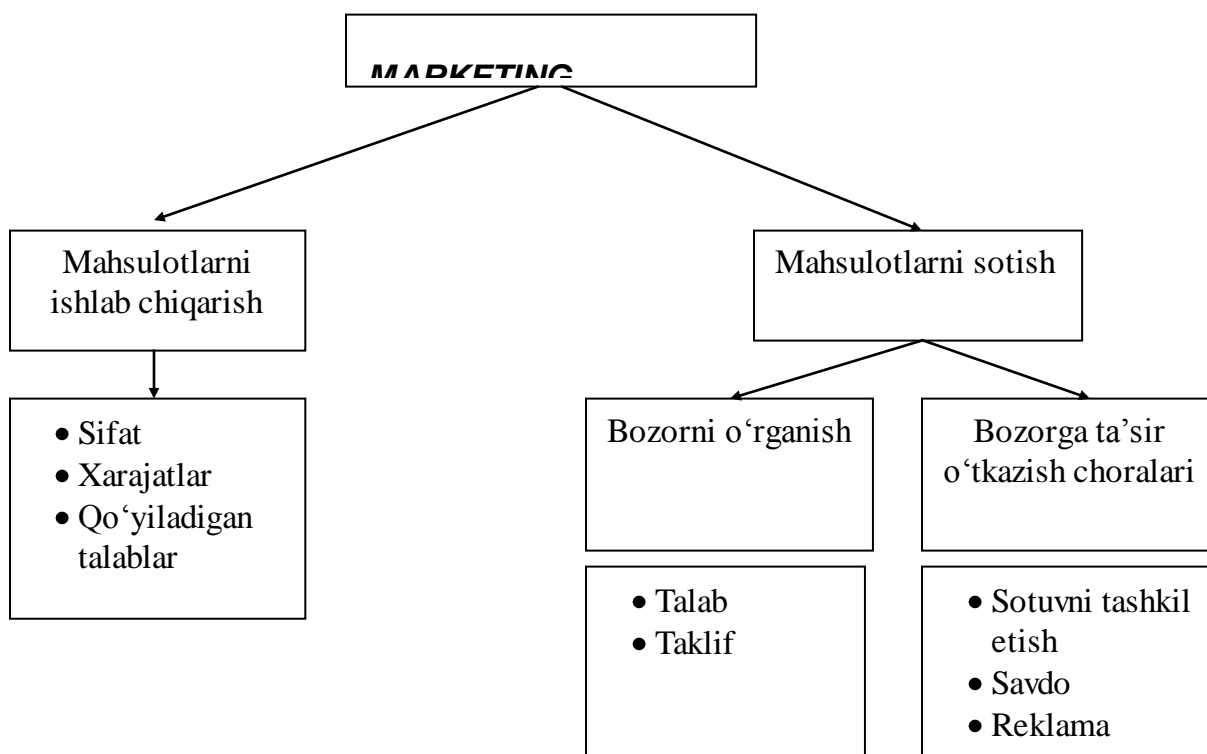 MARKETING
Mahsulotlarni
ishlab chiqarish
Mahsulotlarni sotish
• Sifat
• Xarajatlar
• Qo‘yiladigan
talablar
Bozorni o‘rganish
Bozorga ta’sir
o‘tkazish choralari
• Talab
• Taklif
• Sotuvni tashkil
etish
• Savdo
• Reklama